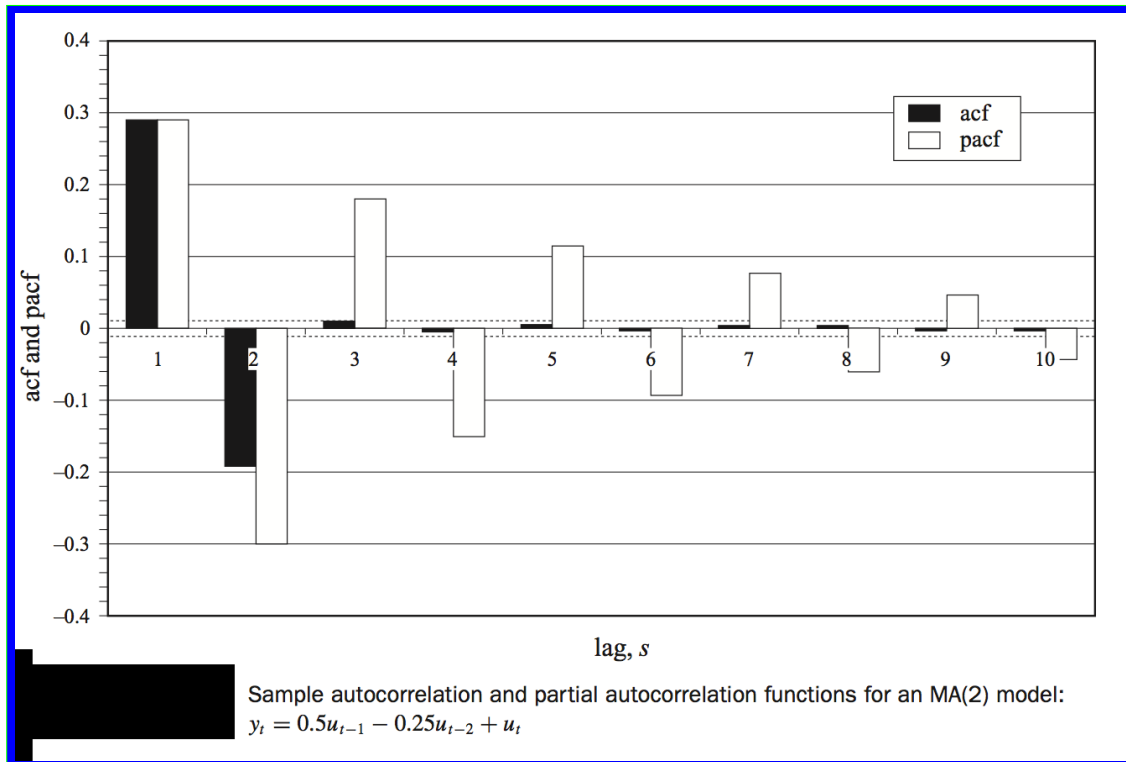 0.4
0.3
acf
pacf
0.2
0.1
0
1 2 3 4 5 6 7 8 9 10
–0.1
–0.2
–0.3
–0.4
acf and pacf
lag, s
Sample autocorrelation and partial autocorrelation functions for an MA(2) model:
yₜ = 0.5uₜ₋₁ − 0.25uₜ₋₂ + uₜ